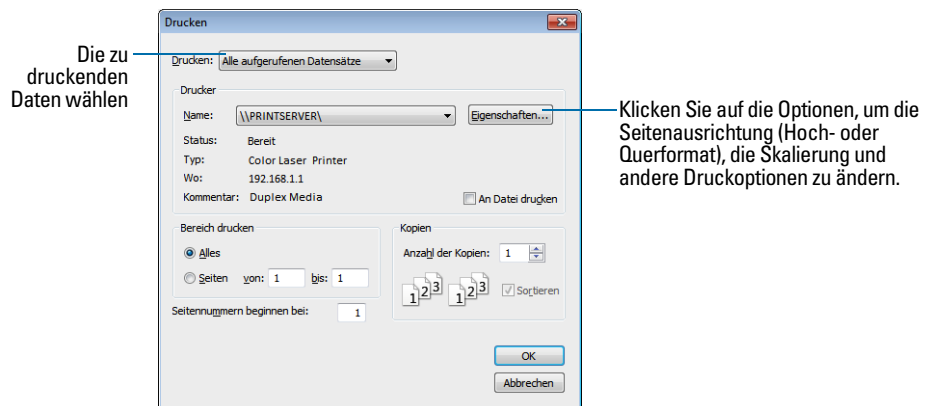 Drucken
Die zu
druckenden
Daten wählen
Drucken: Alle aufgerufenen Datensätze
Drucker
Name: \\PRINTSERVER\ Eigenschaften...
Status: Bereit
Typ: Color Laser Printer
Wo: 192.168.1.1
Kommentar: Duplex Media An Datei drucken
Klicken Sie auf die Optionen, um die
Seitenausrichtung (Hoch- oder
Querformat), die Skalierung und
andere Druckoptionen zu ändern.
Bereich drucken
Alles
Seiten von: 1 bis: 1
Seitennummern beginnen bei: 1
Kopien
Anzahl der Kopien: 1
1 2 3 1 2 3 Sortieren
OK
Abbrechen